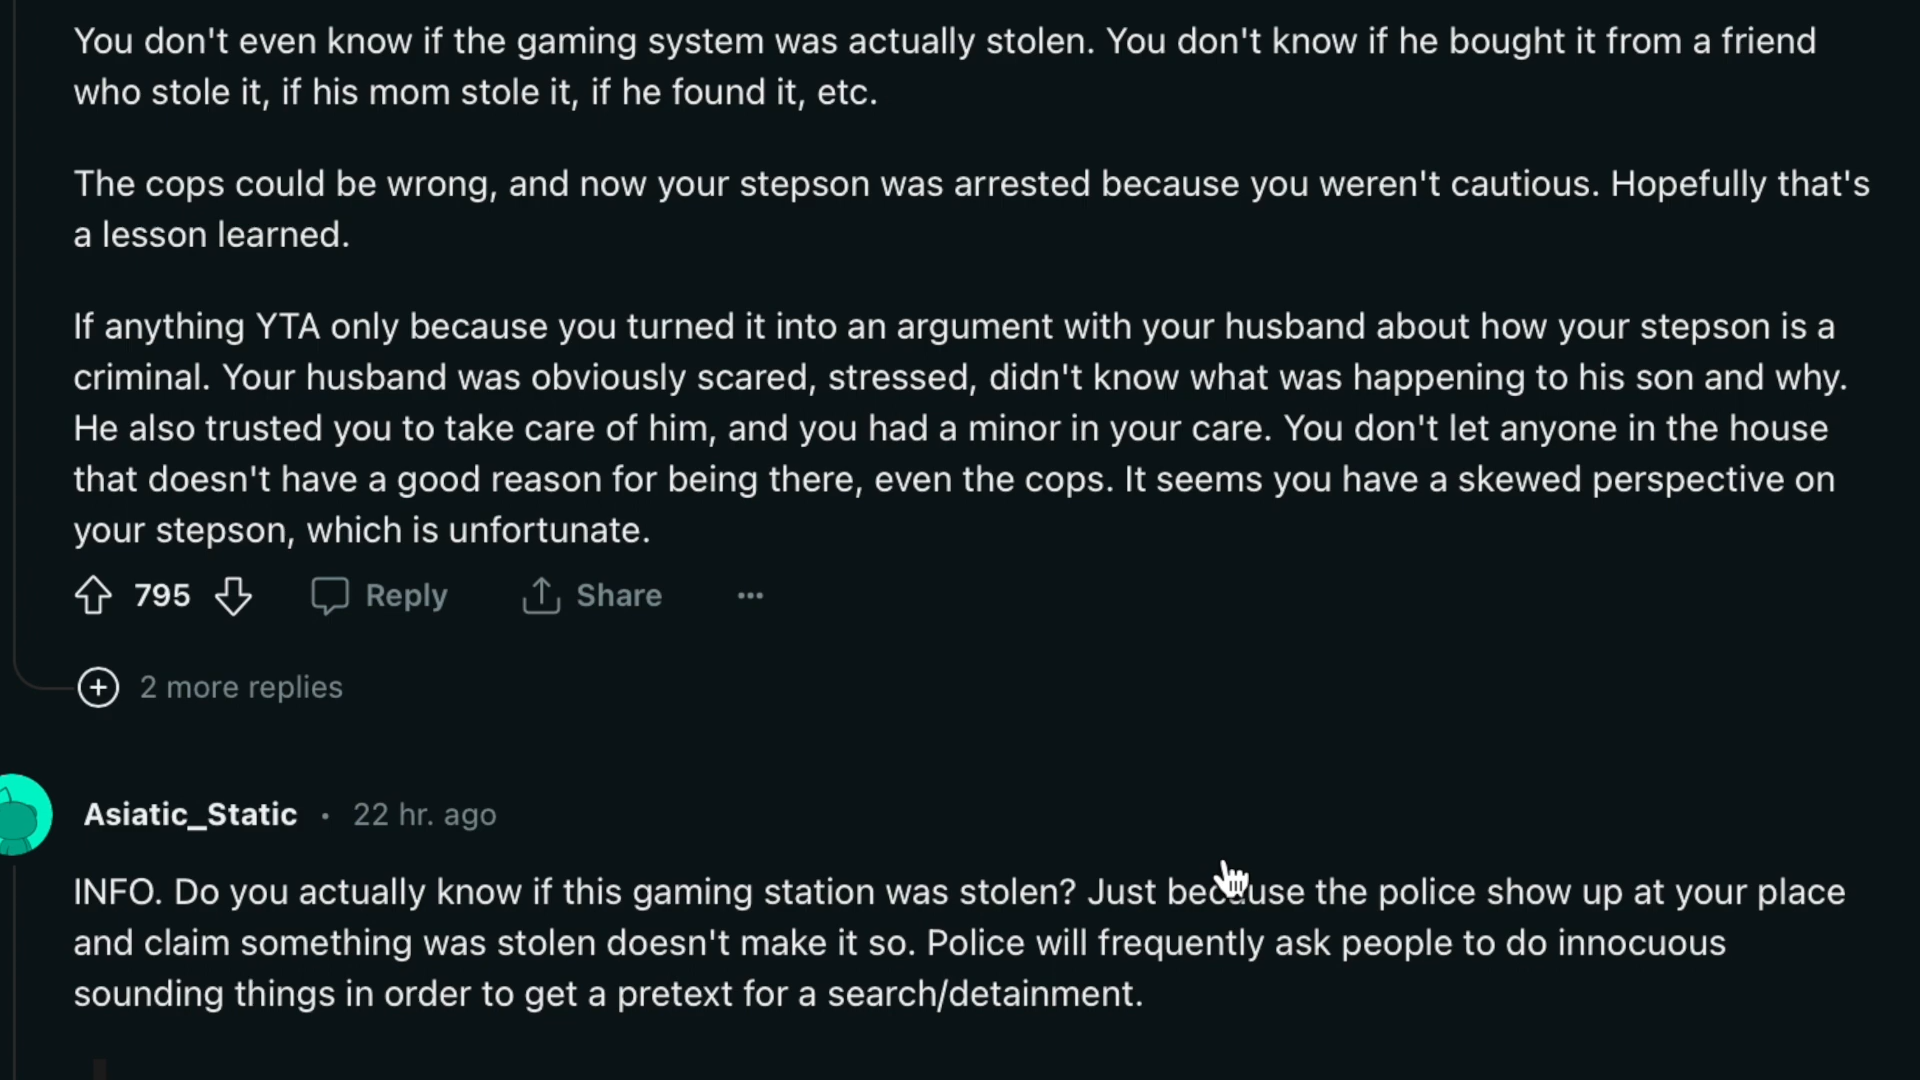 You don't even know if the gaming system was actually stolen. You don't know if he bought it from a friend
who stole it, if his mom stole it, if he found it, etc.
The cops could be wrong, and now your stepson was arrested because you weren't cautious. Hopefully that's
a lesson learned.
If anything YTA only because you turned it into an argument with your husband about how your stepson is a
criminal. Your husband was obviously scared, stressed, didn't know what was happening to his son and why.
He also trusted you to take care of him, and you had a minor in your care. You don't let anyone in the house
that doesn't have a good reason for being there, even the cops. It seems you have a skewed perspective on
your stepson, which is unfortunate.
795 Reply Share ...
2 more replies
Asiatic_Static • 22 hr. ago
INFO. Do you actually know if this gaming station was stolen? Just because the police show up at your place
and claim something was stolen doesn't make it so. Police will frequently ask people to do innocuous
sounding things in order to get a pretext for a search/detainment.